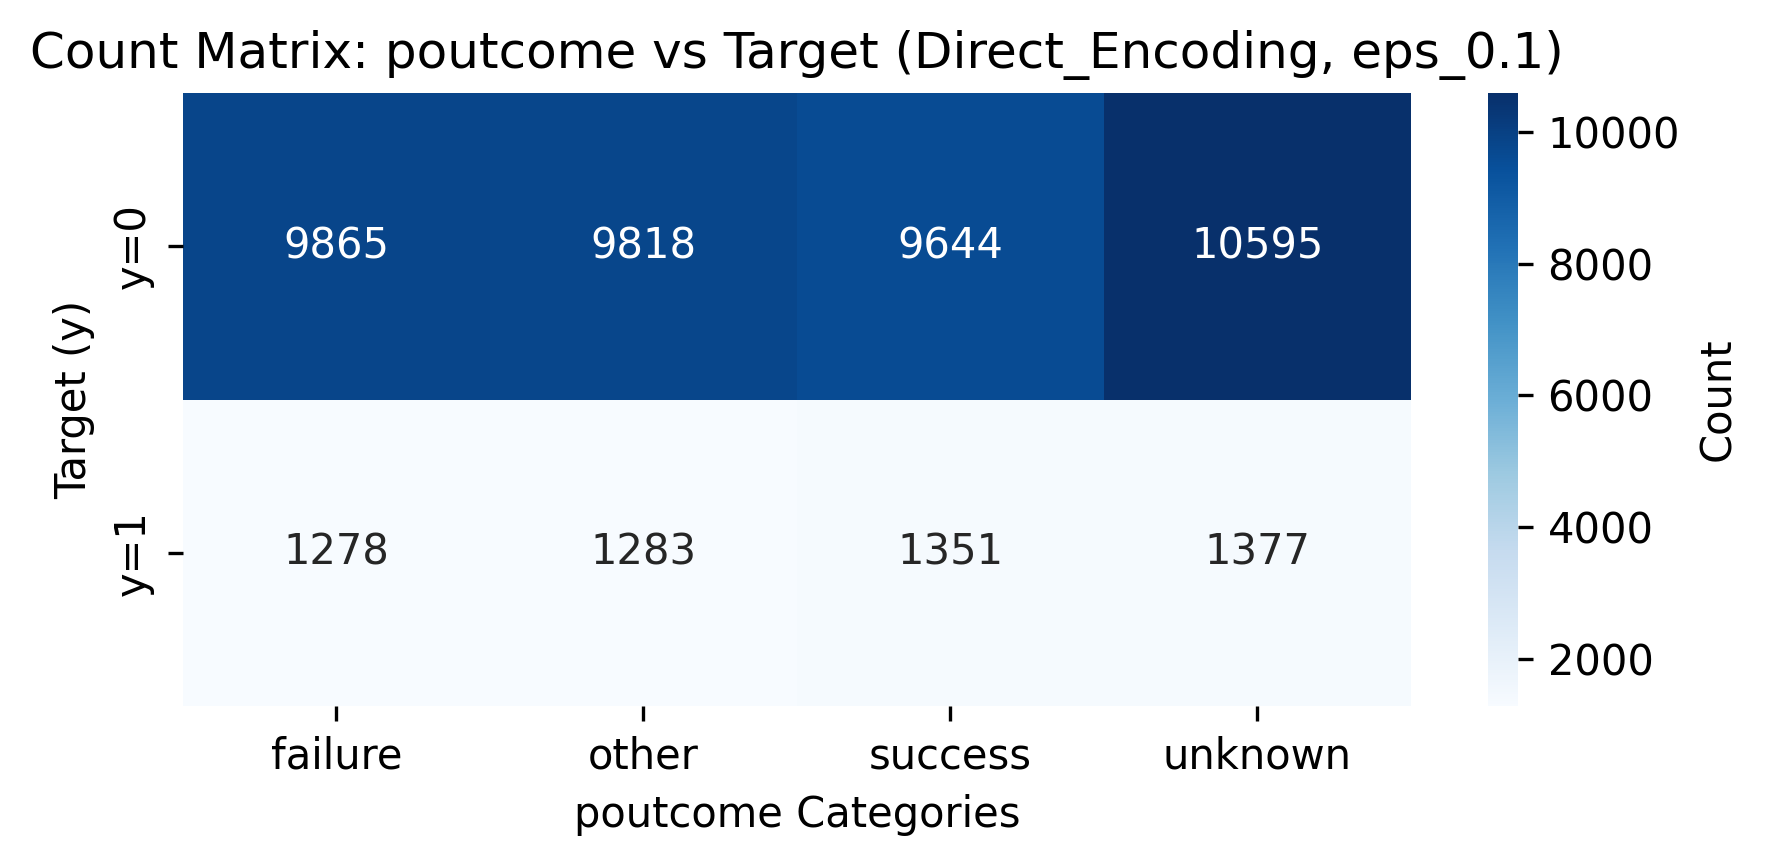 Count Matrix: poutcome vs Target (Direct_Encoding, eps_0.1)
Target (y)
y=0
9865 9818 9644 10595
y=1
1278 1283 1351 1377
failure other success unknown
poutcome Categories
10000
8000
6000
4000
2000
Count